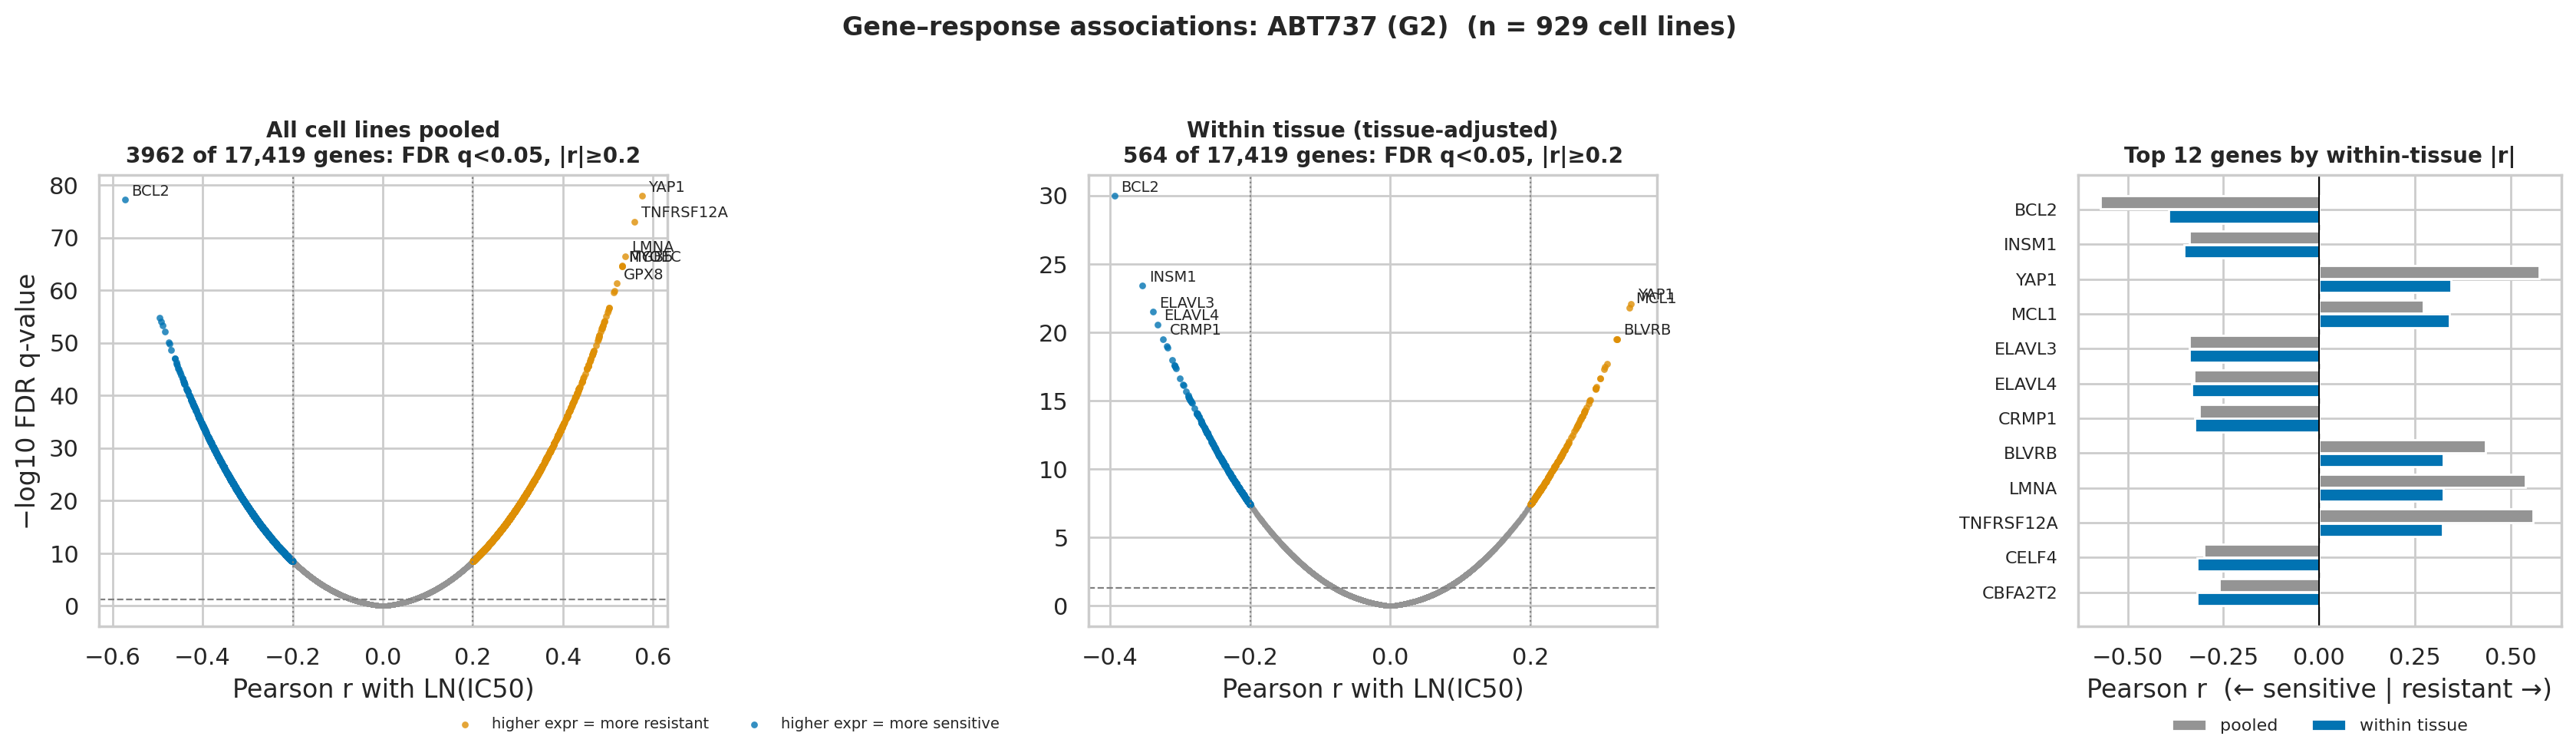 Gene–response associations: ABT737 (G2)  (n = 929 cell lines)
All cell lines pooled
3962 of 17,419 genes: FDR q<0.05, |r|≥0.2
−log10 FDR q-value
80
70
60
50
40
30
20
10
0
BCL2
YAP1
TNFRSF12A
LMNA
GPX8
−0.6
−0.4
−0.2
0.0
0.2
0.4
0.6
Pearson r with LN(IC50)
Within tissue (tissue-adjusted)
564 of 17,419 genes: FDR q<0.05, |r|≥0.2
30
25
20
15
10
5
0
BCL2
INSM1
ELAVL3
ELAVL4
CRMP1
YAP1
MCL1
BLVRB
−0.4
−0.2
0.0
0.2
Pearson r with LN(IC50)
higher expr = more resistant
higher expr = more sensitive
Top 12 genes by within-tissue |r|
BCL2
INSM1
YAP1
MCL1
ELAVL3
ELAVL4
CRMP1
BLVRB
LMNA
TNFRSF12A
CELF4
CBFA2T2
−0.50
−0.25
0.00
0.25
0.50
Pearson r  (← sensitive | resistant →)
pooled
within tissue